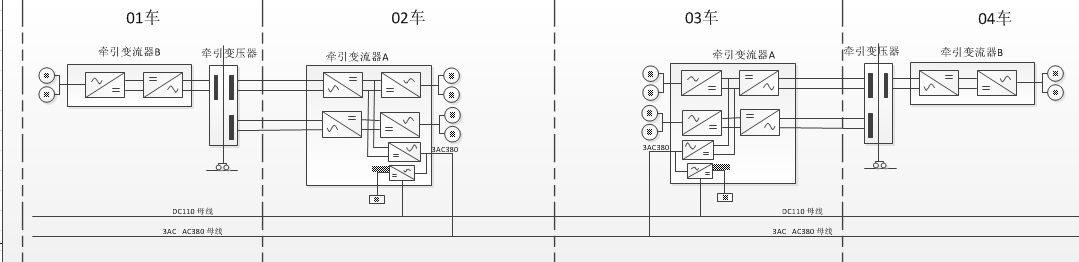 01车
02车
03车
04车
牵引变流器B
牵引变压器
牵引变流器A
牵引变流器A
牵引变压器
牵引变流器B
3AC380
3AC380
DC110 母线
DC110 母线
3AC AC380 母线
3AC AC380 母线